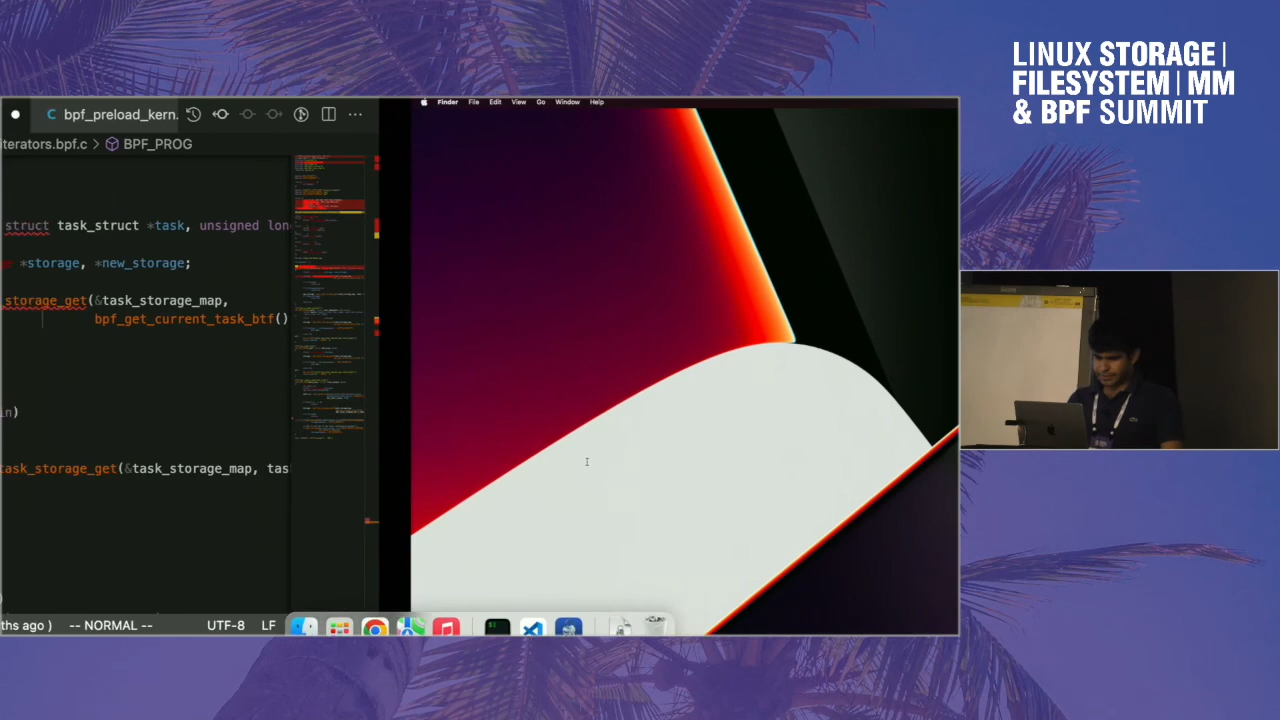 LINUX STORAGE |
FILESYSTEM | MM
& BPF SUMMIT
Finder File Edit View Go Window Help
C bpf_preload_kern.
iterators.bpf.c > BPF_PROG
struct task_struct *task, unsigned lon
*storage, *new_storage;
storage_get(&task_storage_map,
bpf_get_current_task_btf()
in)
task_storage_get(&task_storage_map, tas
)
ths ago ) -- NORMAL -- UTF-8 LF